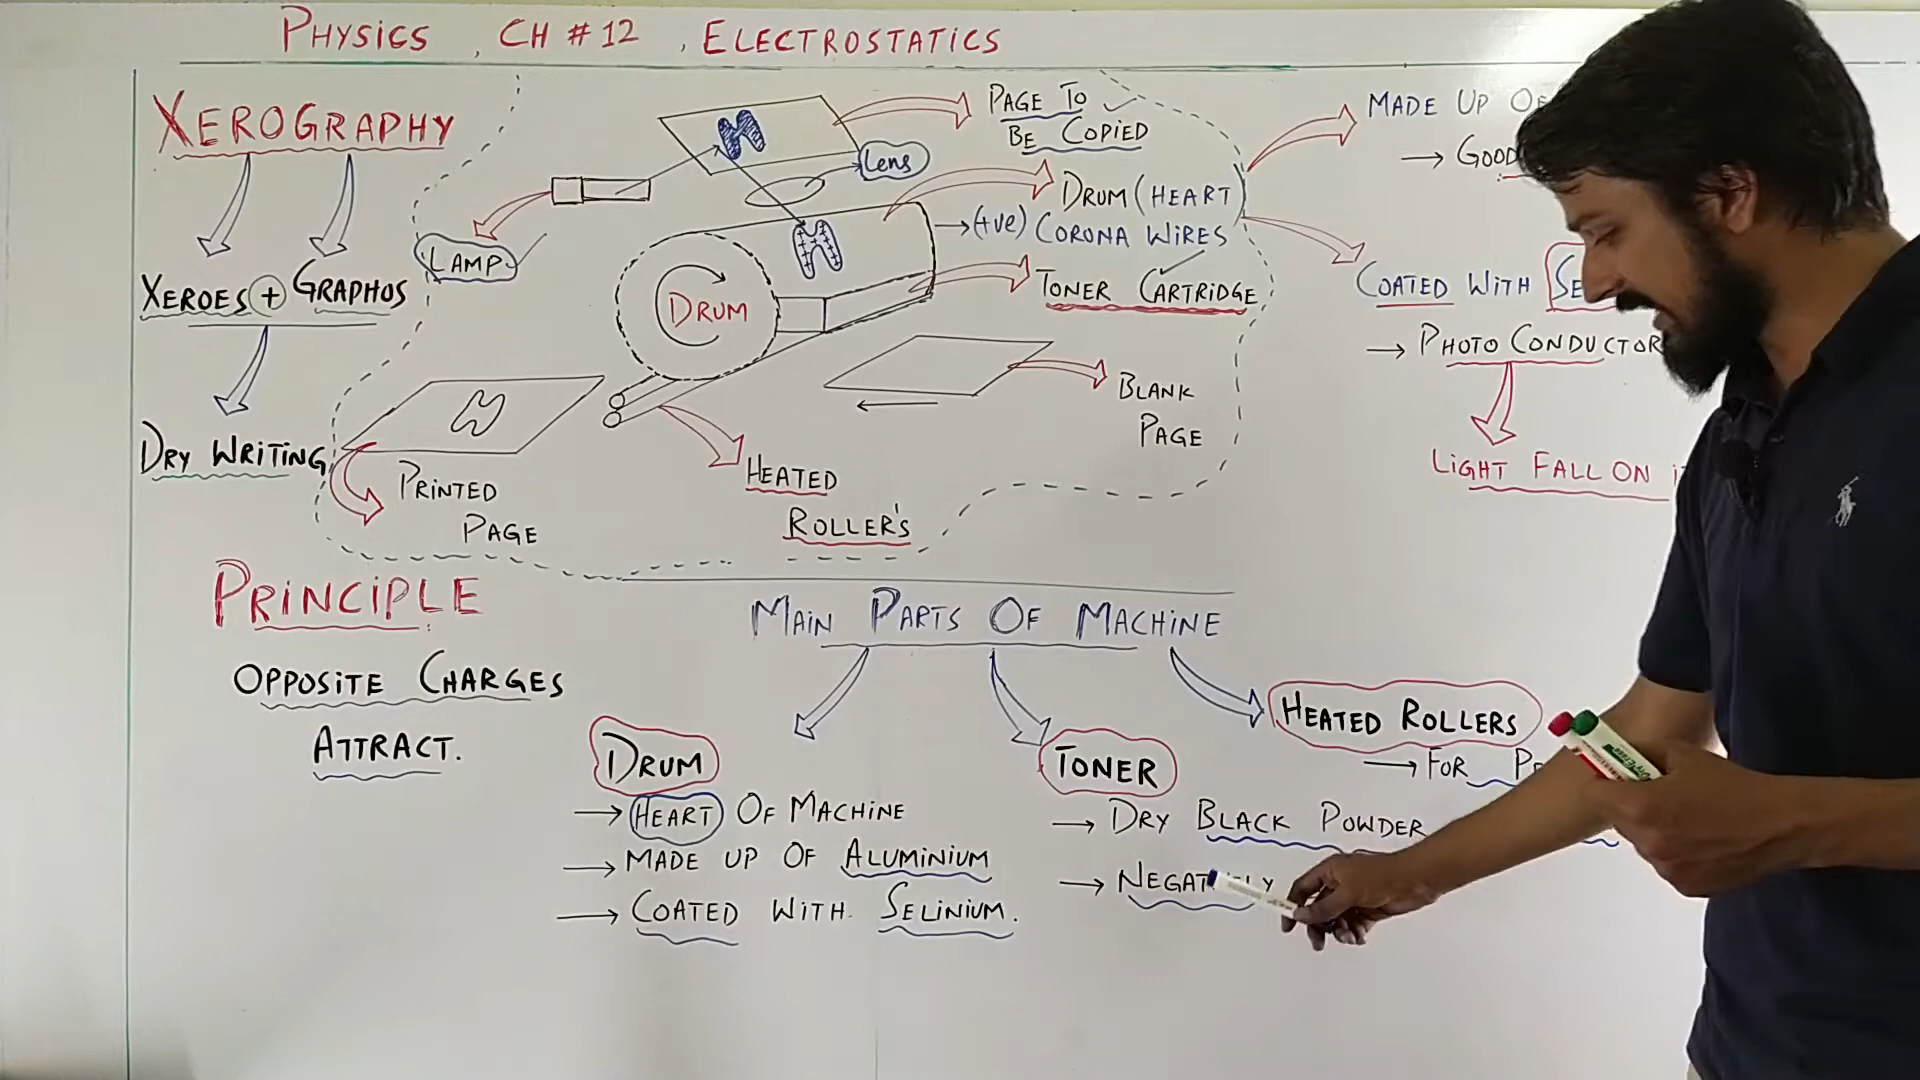 PHYSICS, CH # 12, ELECTROSTATICS
XEROGRAPHY
XEROES + GRAPHOS
DRY WRITING
LAMP
Lens
PAGE TO
BE COPIED
DRUM (HEART)
(+ve) CORONA WIRES
TONER CARTRIDGE
DRUM
BLANK
PAGE
HEATED
ROLLER'S
PRINTED
PAGE
MADE UP OF
→ GOOD
COATED WITH
→ PHOTO CONDUCTOR
LIGHT FALL ON
PRINCIPLE
OPPOSITE CHARGES
ATTRACT.
MAIN PARTS OF MACHINE
DRUM
→ HEART OF MACHINE
→ MADE UP OF ALUMINIUM
→ COATED WITH SELINIUM.
TONER
→ DRY BLACK POWDER
→
HEATED ROLLERS
→ FOR